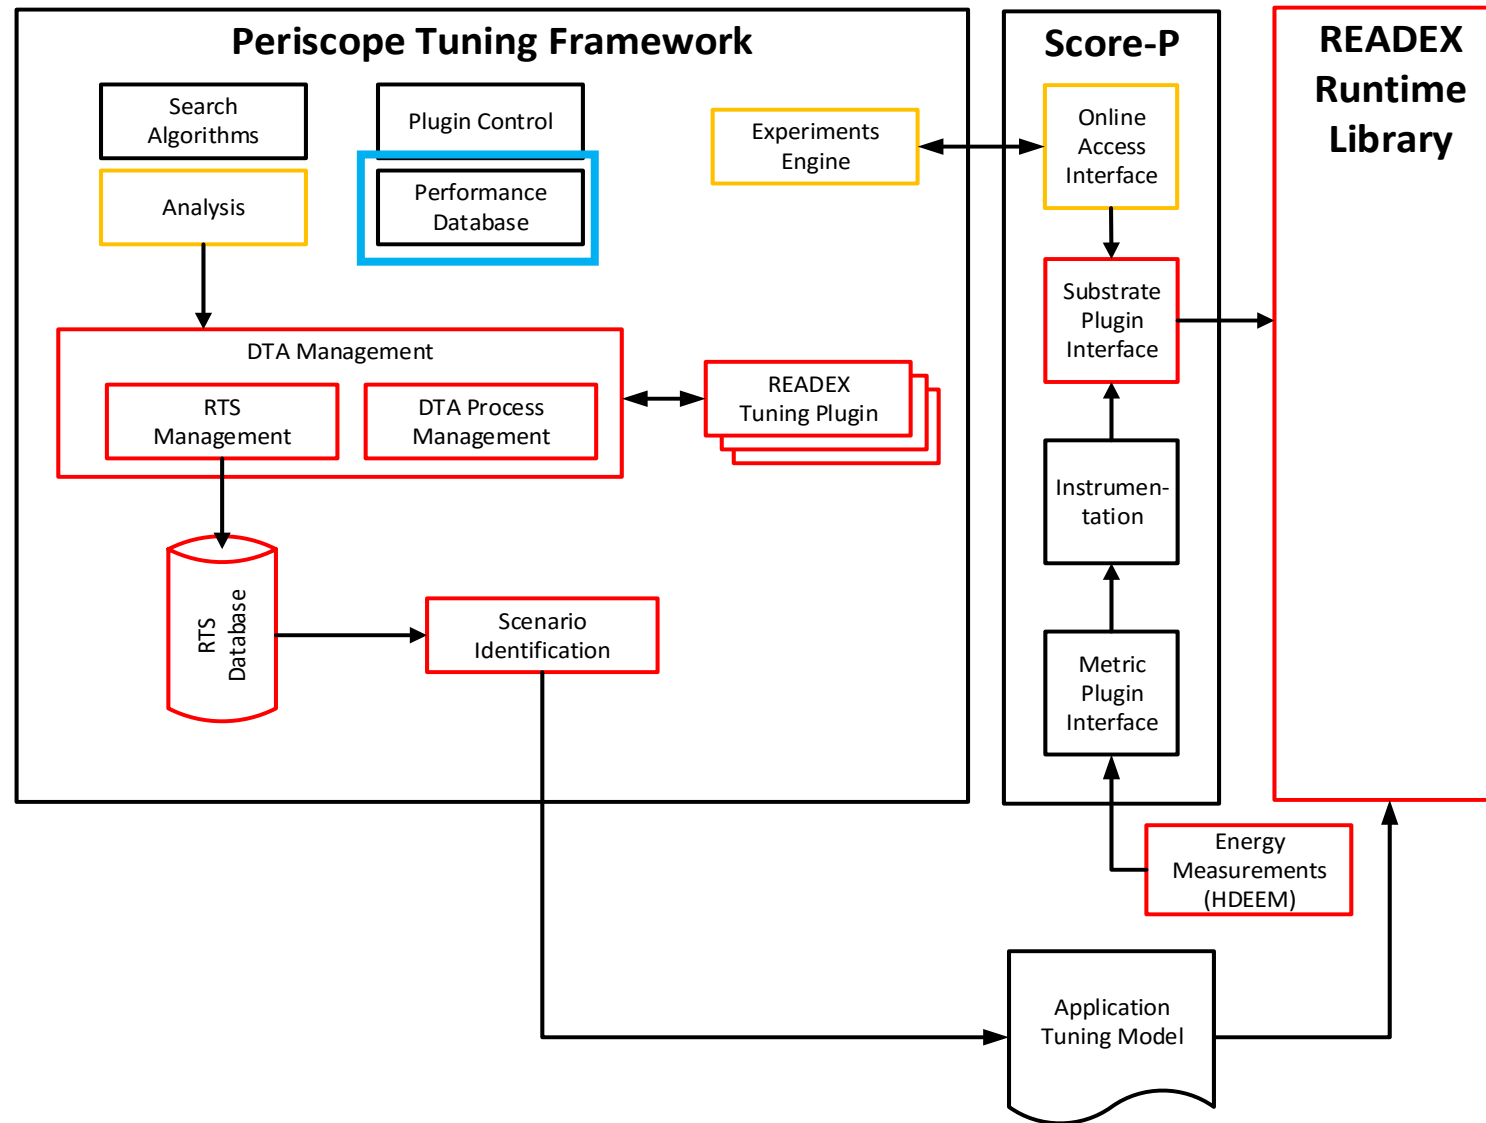 Periscope Tuning Framework
Search
Algorithms
Plugin Control
Analysis
Performance
Database
Experiments
Engine
DTA Management
RTS
Management
DTA Process
Management
READEX
Tuning Plugin
RTS
Database
Scenario
Identification
Score-P
Online
Access
Interface
Substrate
Plugin
Interface
Instrumen-
tation
Metric
Plugin
Interface
READEX
Runtime
Library
Energy
Measurements
(HDEEM)
Application
Tuning Model